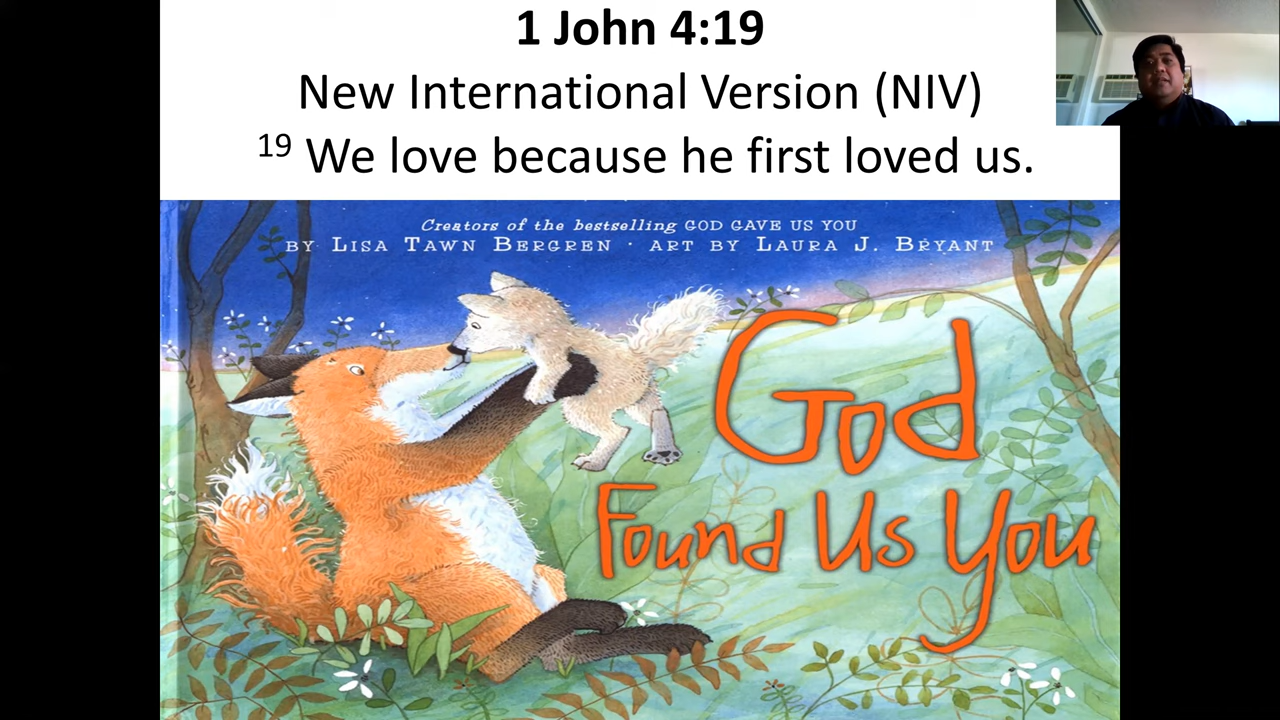 1 John 4:19
New International Version (NIV)
19 We love because he first loved us.
Creators of the bestselling GOD GAVE US YOU
BY LISA TAWN BERGREN · ART BY LAURA J. BRYANT
God
Found Us You